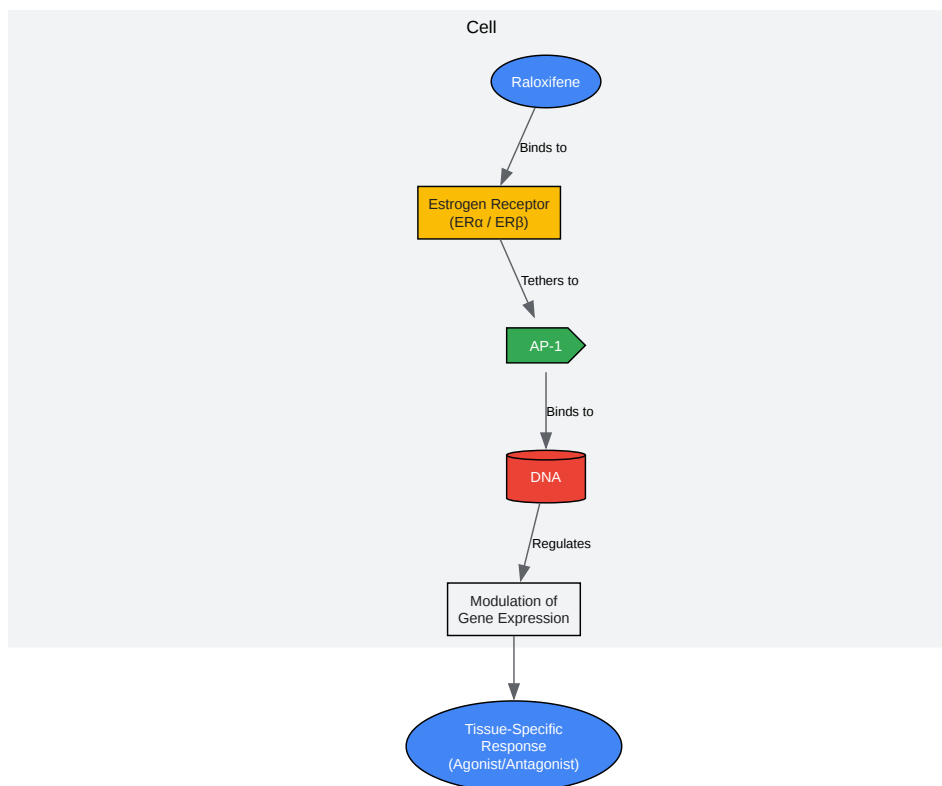 Cell
Raloxifene
Binds to
Estrogen Receptor
(ERα / ERβ)
Tethers to
AP-1
Binds to
DNA
Regulates
Modulation of
Gene Expression
Tissue-Specific
Response
(Agonist/Antagonist)